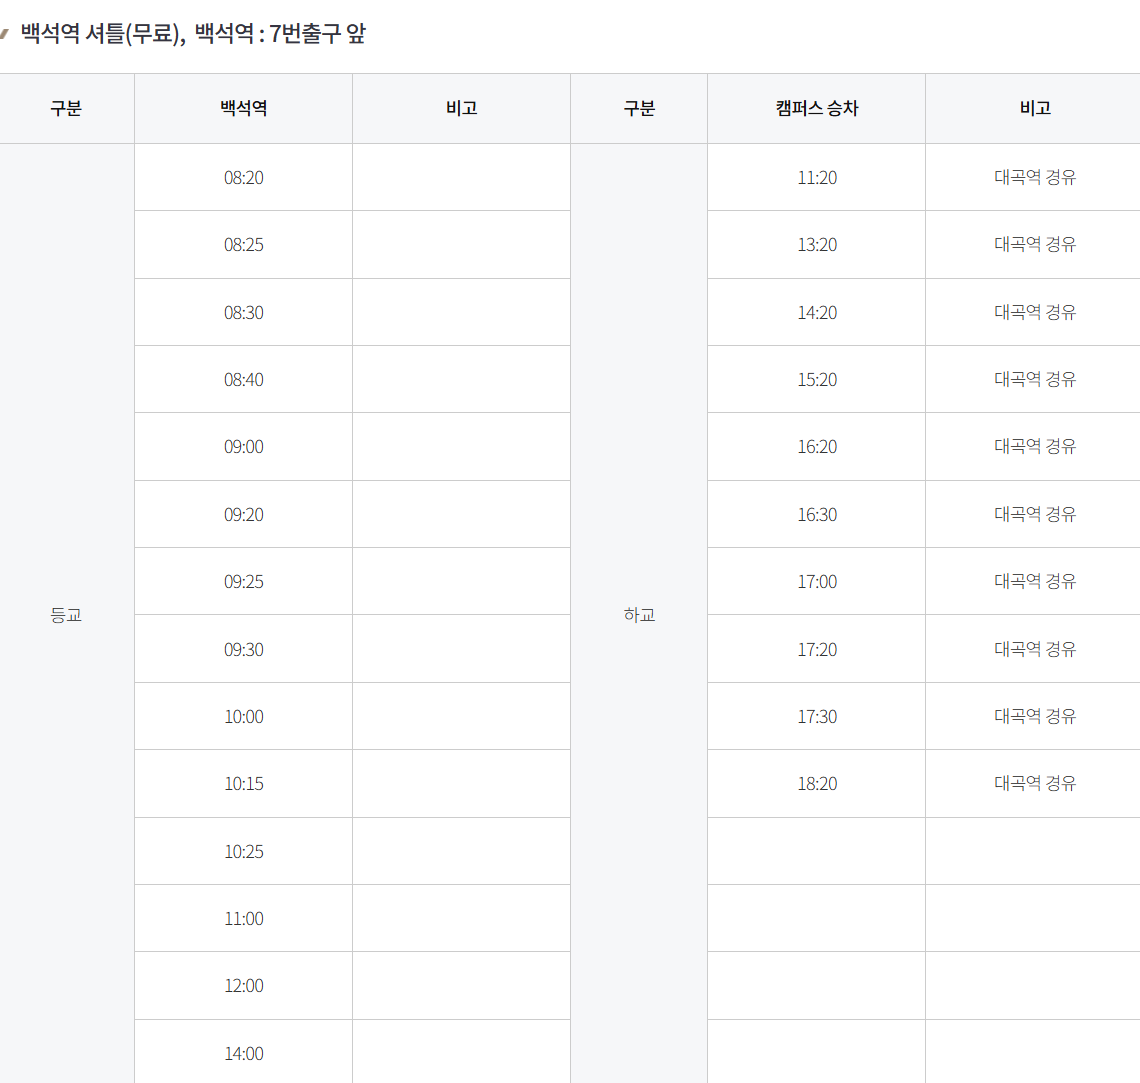 백석역 셔틀(무료), 백석역 : 7번출구 앞
구분 백석역 비고 구분 캠퍼스 승차 비고
08:20 11:20 대곡역 경유
08:25 13:20 대곡역 경유
08:30 14:20 대곡역 경유
08:40 15:20 대곡역 경유
09:00 16:20 대곡역 경유
09:20 16:30 대곡역 경유
09:25 17:00 대곡역 경유
등교 하교
09:30 17:20 대곡역 경유
10:00 17:30 대곡역 경유
10:15 18:20 대곡역 경유
10:25
11:00
12:00
14:00